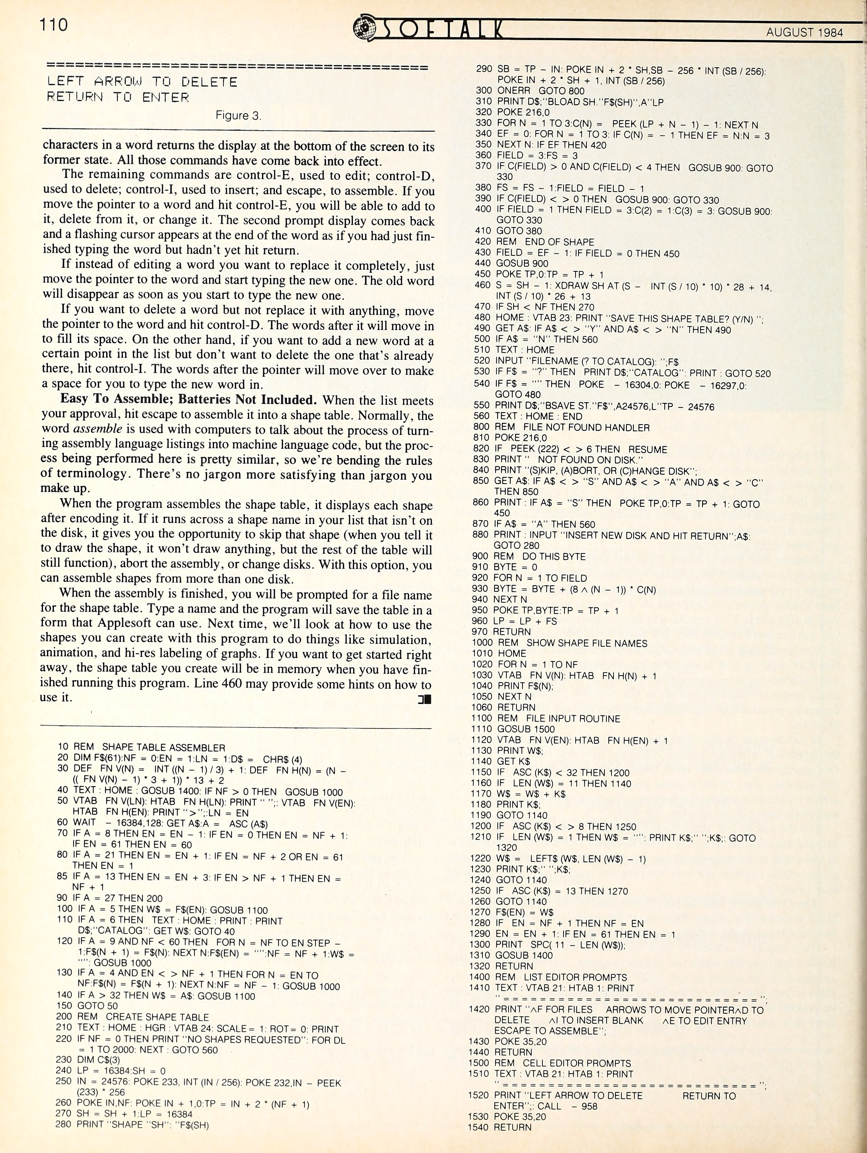 110
SOFTALK
AUGUST 1984
========================================
LEFT ARROW TO DELETE
RETURN TO ENTER
Figure 3.
characters in a word returns the display at the bottom of the screen to its
former state. All those commands have come back into effect.
The remaining commands are control-E, used to edit; control-D,
used to delete; control-I, used to insert; and escape, to assemble. If you
move the pointer to a word and hit control-E, you will be able to add to
it, delete from it, or change it. The second prompt display comes back
and a flashing cursor appears at the end of the word as if you had just fin-
ished typing the word but hadn't yet hit return.
If instead of editing a word you want to replace it completely, just
move the pointer to the word and start typing the new one. The old word
will disappear as soon as you start to type the new one.
If you want to delete a word but not replace it with anything, move
the pointer to the word and hit control-D. The words after it will move in
to fill its space. On the other hand, if you want to add a new word at a
certain point in the list but don't want to delete the one that's already
there, hit control-I. The words after the pointer will move over to make
a space for you to type the new word in.
Easy To Assemble; Batteries Not Included. When the list meets
your approval, hit escape to assemble it into a shape table. Normally, the
word assemble is used with computers to talk about the process of turn-
ing assembly language listings into machine language code, but the proc-
ess being performed here is pretty similar, so we're bending the rules
of terminology. There's no jargon more satisfying than jargon you
make up.
When the program assembles the shape table, it displays each shape
after encoding it. If it runs across a shape name in your list that isn't on
the disk, it gives you the opportunity to skip that shape (when you tell it
to draw the shape, it won't draw anything, but the rest of the table will
still function), abort the assembly, or change disks. With this option, you
can assemble shapes from more than one disk.
When the assembly is finished, you will be prompted for a file name
for the shape table. Type a name and the program will save the table in a
form that Applesoft can use. Next time, we'll look at how to use the
shapes you can create with this program to do things like simulation,
animation, and hi-res labeling of graphs. If you want to get started right
away, the shape table you create will be in memory when you have fin-
ished running this program. Line 460 may provide some hints on how to
use it.
10 REM SHAPE TABLE ASSEMBLER
20 DIM F$(61):NF = 0:EN = 1:LN = 1:D$ = CHR$ (4)
30 DEF FN V(N) = INT ((N - 1) / 3) + 1: DEF FN H(N) = (N -
(( FN V(N) - 1) * 3 + 1)) * 13 + 2
40 TEXT : HOME : GOSUB 1400: IF NF > 0 THEN GOSUB 1000
50 VTAB FN V(LN): HTAB FN H(LN): PRINT " ";: VTAB FN V(EN):
HTAB FN H(EN): PRINT ">";:LN = EN
60 WAIT - 16384,128: GET A$:A = ASC (A$)
70 IF A = 8 THEN EN = EN - 1: IF EN = 0 THEN EN = NF + 1:
IF EN = 61 THEN EN = 60
80 IF A = 21 THEN EN = EN + 1: IF EN = NF + 2 OR EN = 61
THEN EN = 1
85 IF A = 13 THEN EN = EN + 3: IF EN > NF + 1 THEN EN =
NF + 1
90 IF A = 27 THEN 200
100 IF A = 5 THEN W$ = F$(EN): GOSUB 1100
110 IF A = 6 THEN TEXT : HOME : PRINT : PRINT
D$;"CATALOG": GET W$: GOTO 40
120 IF A = 9 AND NF < 60 THEN FOR N = NF TO EN STEP -
1:F$(N + 1) = F$(N): NEXT N:F$(EN) = "":NF = NF + 1:W$ =
"": GOSUB 1000
130 IF A = 4 AND EN < > NF + 1 THEN FOR N = EN TO
NF:F$(N) = F$(N + 1): NEXT N:NF = NF - 1: GOSUB 1000
140 IF A > 32 THEN W$ = A$: GOSUB 1100
150 GOTO 50
200 REM CREATE SHAPE TABLE
210 TEXT : HOME : HGR : VTAB 24: SCALE= 1: ROT= 0: PRINT
220 IF NF = 0 THEN PRINT "NO SHAPES REQUESTED": FOR DL
= 1 TO 2000: NEXT : GOTO 560
230 DIM C$(3)
240 LP = 16384:SH = 0
250 IN = 24576: POKE 233, INT (IN / 256): POKE 232,IN - PEEK
(233) * 256
260 POKE IN,NF: POKE IN + 1,0:TP = IN + 2 * (NF + 1)
270 SH = SH + 1:LP = 16384
280 PRINT "SHAPE "SH": "F$(SH)
290 SB = TP - IN: POKE IN + 2 * SH,SB - 256 * INT (SB / 256):
POKE IN + 2 * SH + 1, INT (SB / 256)
300 ONERR GOTO 800
310 PRINT D$;"BLOAD SH."F$(SH)",A"LP
320 POKE 216,0
330 FOR N = 1 TO 3:C(N) = PEEK (LP + N - 1) - 1: NEXT N
340 EF = 0: FOR N = 1 TO 3: IF C(N) = - 1 THEN EF = N:N = 3
350 NEXT N: IF EF THEN 420
360 FIELD = 3:FS = 3
370 IF C(FIELD) > 0 AND C(FIELD) < 4 THEN GOSUB 900: GOTO
330
380 FS = FS - 1:FIELD = FIELD - 1
390 IF C(FIELD) < > 0 THEN GOSUB 900: GOTO 330
400 IF FIELD = 1 THEN FIELD = 3:C(2) = 1:C(3) = 3: GOSUB 900:
GOTO 330
410 GOTO 380
420 REM END OF SHAPE
430 FIELD = EF - 1: IF FIELD = 0 THEN 450
440 GOSUB 900
450 POKE TP,0:TP = TP + 1
460 S = SH - 1: XDRAW SH AT (S - INT (S / 10) * 10) * 28 + 14,
INT (S / 10) * 26 + 13
470 IF SH < NF THEN 270
480 HOME : VTAB 23: PRINT "SAVE THIS SHAPE TABLE? (Y/N) ";
490 GET A$: IF A$ < > "Y" AND A$ < > "N" THEN 490
500 IF A$ = "N" THEN 560
510 TEXT : HOME
520 INPUT "FILENAME (? TO CATALOG): ";F$
530 IF F$ = "?" THEN PRINT D$;"CATALOG": PRINT : GOTO 520
540 IF F$ = "" THEN POKE - 16304,0: POKE - 16297,0:
GOTO 480
550 PRINT D$;"BSAVE ST."F$",A24576,L"TP - 24576
560 TEXT : HOME : END
800 REM FILE NOT FOUND HANDLER
810 POKE 216,0
820 IF PEEK (222) < > 6 THEN RESUME
830 PRINT " NOT FOUND ON DISK."
840 PRINT "(S)KIP, (A)BORT, OR (C)HANGE DISK";
850 GET A$: IF A$ < > "S" AND A$ < > "A" AND A$ < > "C"
THEN 850
860 PRINT : IF A$ = "S" THEN POKE TP,0:TP = TP + 1: GOTO
450
870 IF A$ = "A" THEN 560
880 PRINT : INPUT "INSERT NEW DISK AND HIT RETURN";A$:
GOTO 280
900 REM DO THIS BYTE
910 BYTE = 0
920 FOR N = 1 TO FIELD
930 BYTE = BYTE + (8 ∧ (N - 1)) * C(N)
940 NEXT N
950 POKE TP,BYTE:TP = TP + 1
960 LP = LP + FS
970 RETURN
1000 REM SHOW SHAPE FILE NAMES
1010 HOME
1020 FOR N = 1 TO NF
1030 VTAB FN V(N): HTAB FN H(N) + 1
1040 PRINT F$(N);
1050 NEXT N
1060 RETURN
1100 REM FILE INPUT ROUTINE
1110 GOSUB 1500
1120 VTAB FN V(EN): HTAB FN H(EN) + 1
1130 PRINT W$;
1140 GET K$
1150 IF ASC (K$) < 32 THEN 1200
1160 IF LEN (W$) = 11 THEN 1140
1170 W$ = W$ + K$
1180 PRINT K$;
1190 GOTO 1140
1200 IF ASC (K$) < > 8 THEN 1250
1210 IF LEN (W$) = 1 THEN W$ = "": PRINT K$;" ";K$;: GOTO
1320
1220 W$ = LEFT$ (W$, LEN (W$) - 1)
1230 PRINT K$;" ";K$;
1240 GOTO 1140
1250 IF ASC (K$) = 13 THEN 1270
1260 GOTO 1140
1270 F$(EN) = W$
1280 IF EN = NF + 1 THEN NF = EN
1290 EN = EN + 1: IF EN = 61 THEN EN = 1
1300 PRINT SPC( 11 - LEN (W$));
1310 GOSUB 1400
1320 RETURN
1400 REM LIST EDITOR PROMPTS
1410 TEXT : VTAB 21: HTAB 1: PRINT
"============================";
1420 PRINT "∧F FOR FILES ARROWS TO MOVE POINTER∧D TO
DELETE ∧I TO INSERT BLANK ∧E TO EDIT ENTRY
ESCAPE TO ASSEMBLE";
1430 POKE 35,20
1440 RETURN
1500 REM CELL EDITOR PROMPTS
1510 TEXT : VTAB 21: HTAB 1: PRINT
"============================";
1520 PRINT "LEFT ARROW TO DELETE RETURN TO
ENTER";: CALL - 958
1530 POKE 35,20
1540 RETURN